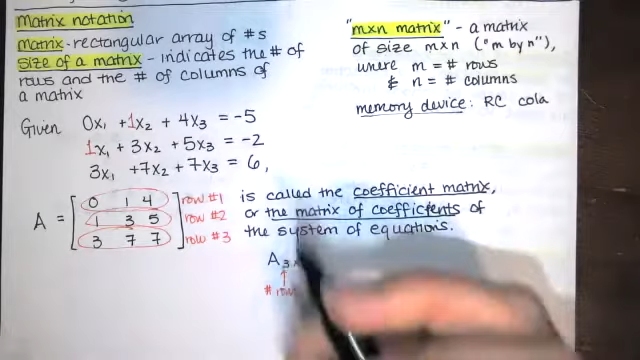 Matrix notation
Matrix - rectangular array of #s
Size of a matrix - indicates the # of
rows and the # of columns of
a matrix
"mxn matrix" - a matrix
of size mxn ("m by n"),
where m = # rows
& n = # columns
memory device: RC cola
Given 0x₁ + 1x₂ + 4x₃ = -5
1x₁ + 3x₂ + 5x₃ = -2
3x₁ + 7x₂ + 7x₃ = 6,
A = [ 0 1 4 ] row #1
1 3 5 row #2
3 7 7 row #3
is called the coefficient matrix,
or the matrix of coefficients of
the system of equations.
A₃
# row